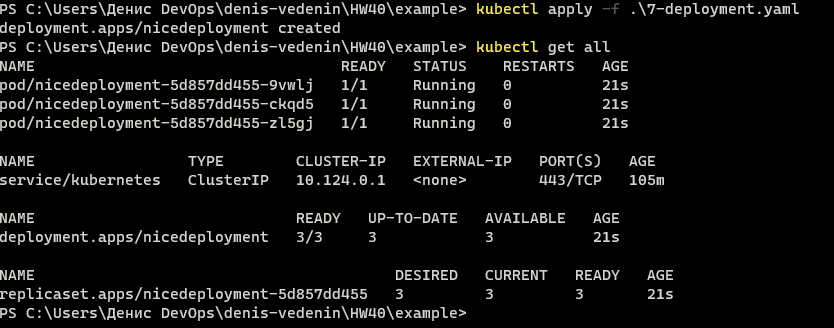 PS C:\Users\Денис DevOps\denis-vedenin\HW40\example> kubectl apply -f .\7-deployment.yaml
deployment.apps/nicedeployment created
PS C:\Users\Денис DevOps\denis-vedenin\HW40\example> kubectl get all
NAME READY STATUS RESTARTS AGE
pod/nicedeployment-5d857dd455-9vwlj 1/1 Running 0 21s
pod/nicedeployment-5d857dd455-ckqd5 1/1 Running 0 21s
pod/nicedeployment-5d857dd455-zl5gj 1/1 Running 0 21s
NAME TYPE CLUSTER-IP EXTERNAL-IP PORT(S) AGE
service/kubernetes ClusterIP 10.124.0.1 <none> 443/TCP 105m
NAME READY UP-TO-DATE AVAILABLE AGE
deployment.apps/nicedeployment 3/3 3 3 21s
NAME DESIRED CURRENT READY AGE
replicaset.apps/nicedeployment-5d857dd455 3 3 3 21s
PS C:\Users\Денис DevOps\denis-vedenin\HW40\example>